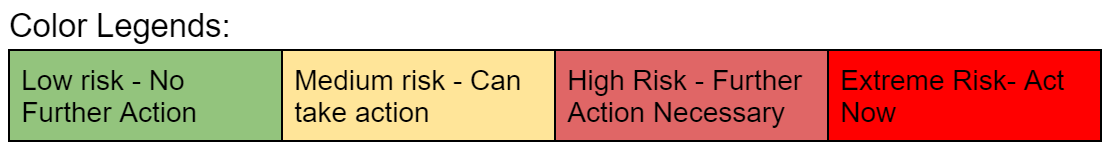 Color Legends:
Low risk - No
Further Action
Medium risk - Can
take action
High Risk - Further
Action Necessary
Extreme Risk- Act
Now